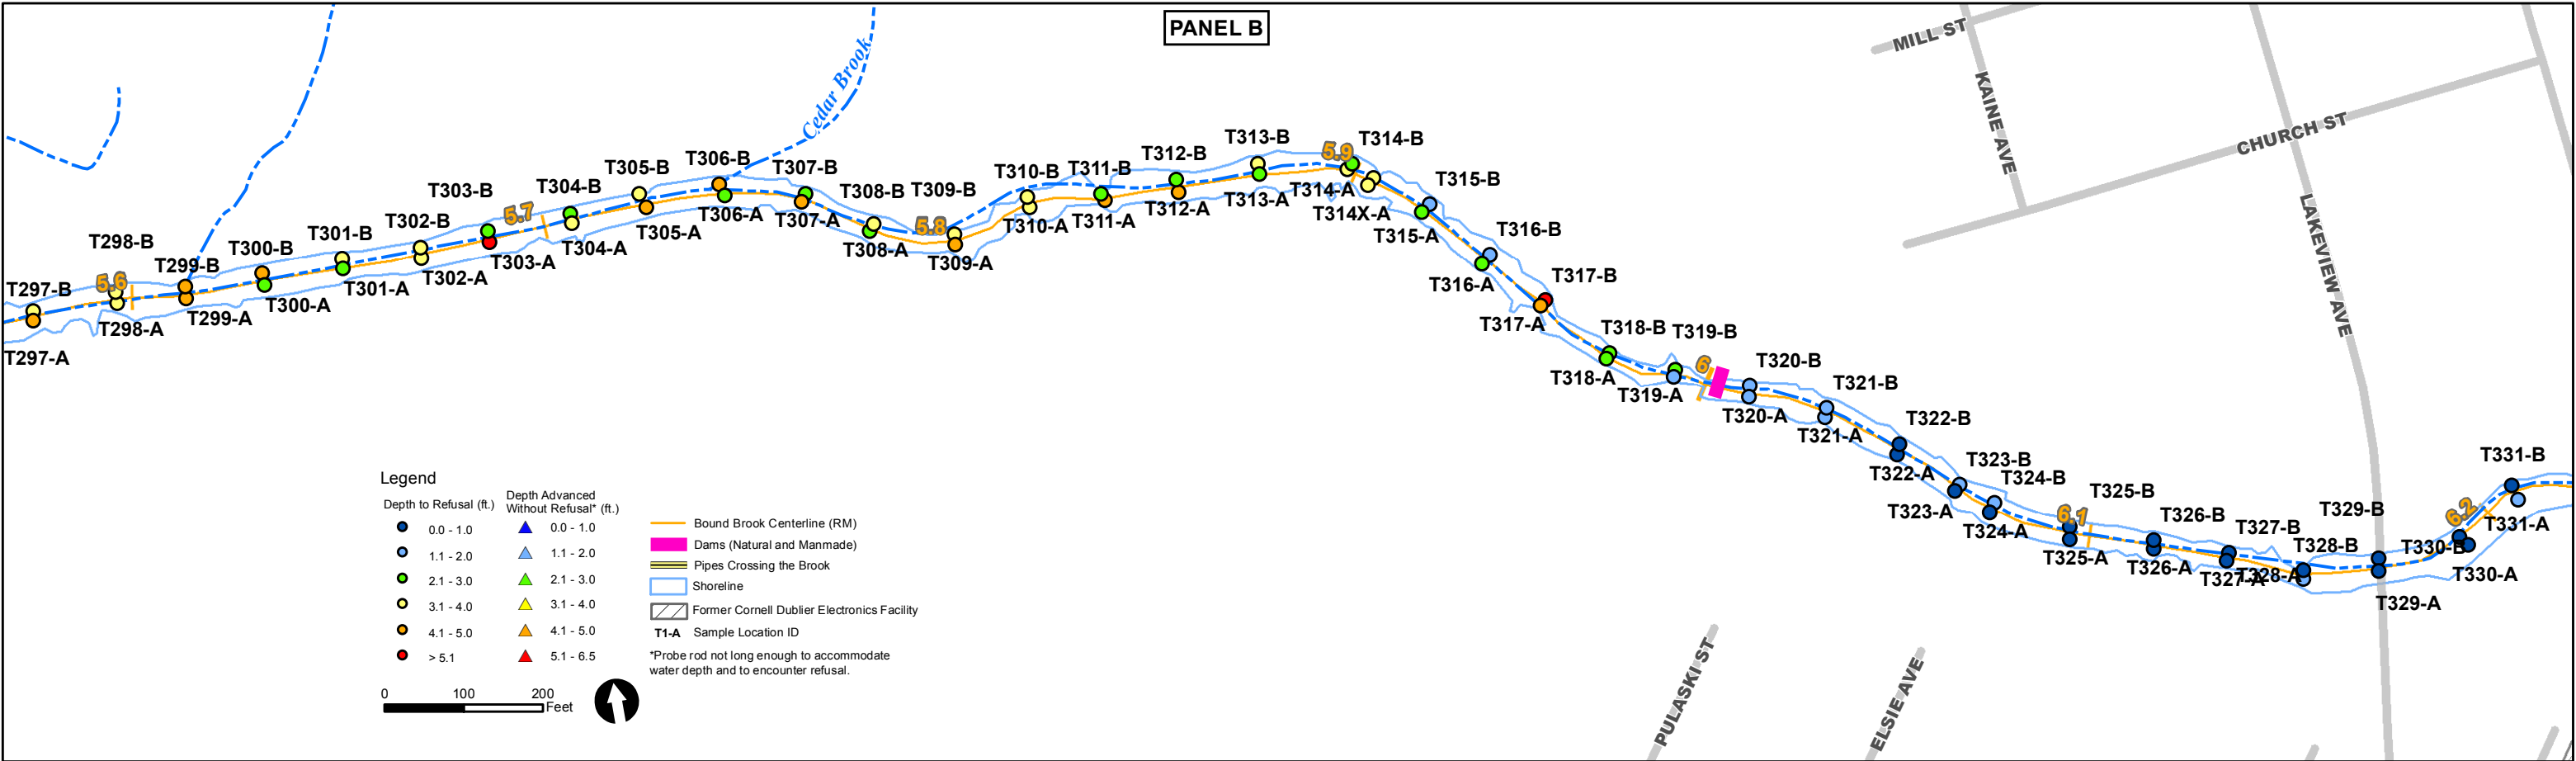 PANEL B
MILL ST
KAINE AVE
CHURCH ST
LAKEVIEW AVE
PULASKI ST
ELSIE AVE
Cedar Brook
T297-B
T297-A
5.6
T298-B
T298-A
T299-B
T299-A
T300-B
T300-A
T301-B
T301-A
T302-B
T302-A
T303-B
T303-A
5.7
T304-B
T304-A
T305-B
T305-A
T306-B
T306-A
T307-B
T307-A
T308-B
T308-A
5.8
T309-B
T309-A
T310-B
T310-A
T311-B
T311-A
T312-B
T312-A
T313-B
T313-A
5.9
T314-B
T314-A
T314X-A
T315-B
T315-A
T316-B
T316-A
T317-B
T317-A
T318-B
T318-A
T319-B
T319-A
6
T320-B
T320-A
T321-B
T321-A
T322-B
T322-A
T323-B
T323-A
T324-B
T324-A
6.1
T325-B
T325-A
T326-B
T326-A
T327-B
T327-A
T328-B
T328-A
T329-B
T329-A
T330-B
T330-A
6.2
T331-B
T331-A
Legend
Depth to Refusal (ft.)
0.0 - 1.0
1.1 - 2.0
2.1 - 3.0
3.1 - 4.0
4.1 - 5.0
> 5.1
Depth Advanced
Without Refusal* (ft.)
0.0 - 1.0
1.1 - 2.0
2.1 - 3.0
3.1 - 4.0
4.1 - 5.0
5.1 - 6.5
Bound Brook Centerline (RM)
Dams (Natural and Manmade)
Pipes Crossing the Brook
Shoreline
Former Cornell Dublier Electronics Facility
T1-A Sample Location ID
*Probe rod not long enough to accommodate
water depth and to encounter refusal.
0 100 200
Feet